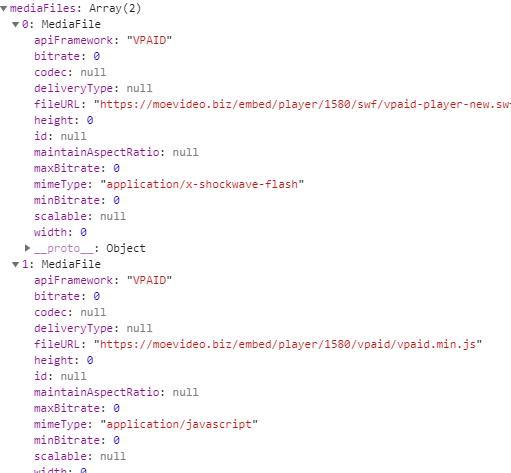 ▼mediaFiles: Array(2)
▼0: MediaFile
apiFramework: "VPAID"
bitrate: 0
codec: null
deliveryType: null
fileURL: "https://moevideo.biz/embed/player/1580/swf/vpaid-player-new.sw
height: 0
id: null
maintainAspectRatio: null
maxBitrate: 0
mimeType: "application/x-shockwave-flash"
minBitrate: 0
scalable: null
width: 0
▶__proto__: Object
▼1: MediaFile
apiFramework: "VPAID"
bitrate: 0
codec: null
deliveryType: null
fileURL: "https://moevideo.biz/embed/player/1580/vpaid/vpaid.min.js"
height: 0
id: null
maintainAspectRatio: null
maxBitrate: 0
mimeType: "application/javascript"
minBitrate: 0
scalable: null
width: 0